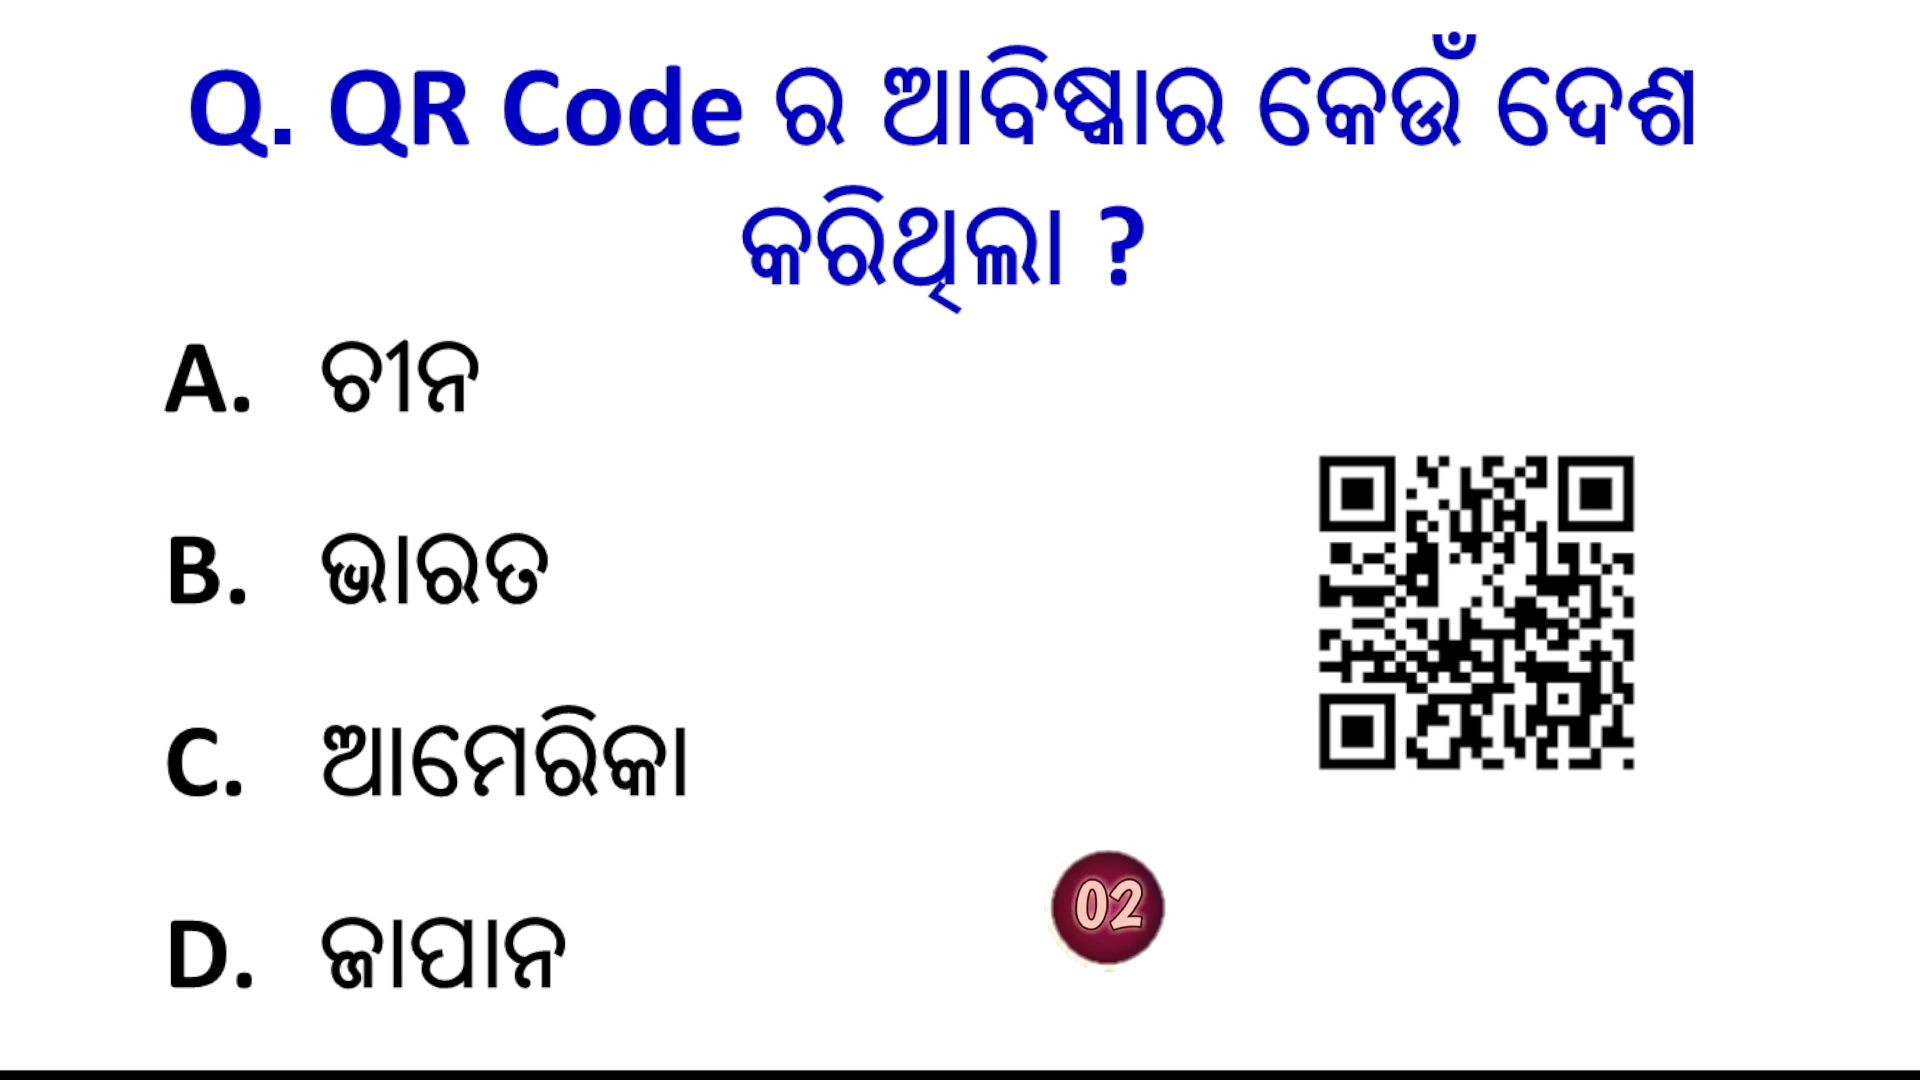 Q. QR Code ର ଆବିଷ୍କାର କେଉଁ ଦେଶ
କରିଥିଲା ?
A. ଚୀନ
B. ଭାରତ
C. ଆମେରିକା
D. ଜାପାନ
02